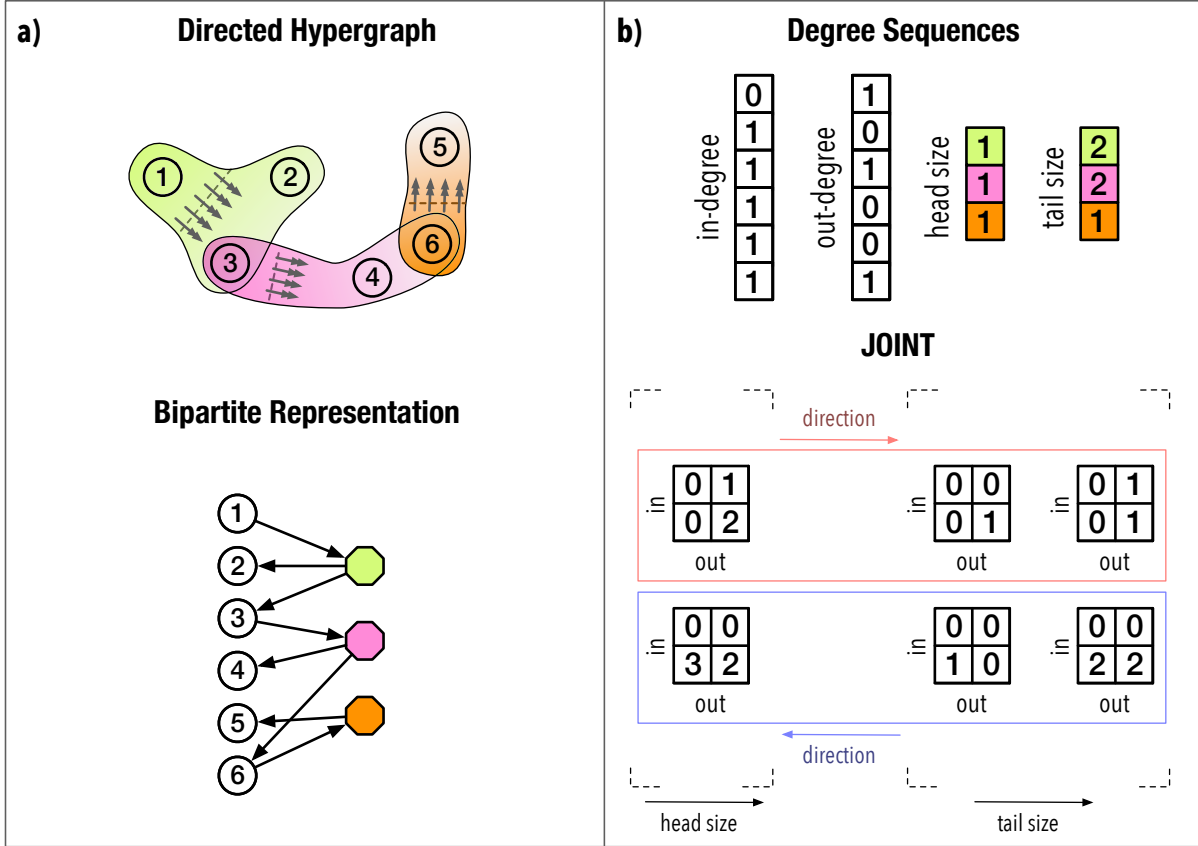 a)
Directed Hypergraph
1
2
3
4
5
6
Bipartite Representation
1
2
3
4
5
6
b)
Degree Sequences
in-degree
0
1
1
1
1
1
out-degree
1
0
1
0
0
1
head size
1
1
1
tail size
2
2
1
JOINT
direction
in
0 1
0 2
out
in
0 0
0 1
out
in
0 1
0 1
out
in
0 0
3 2
out
in
0 0
1 0
out
in
0 0
2 2
out
direction
head size
tail size